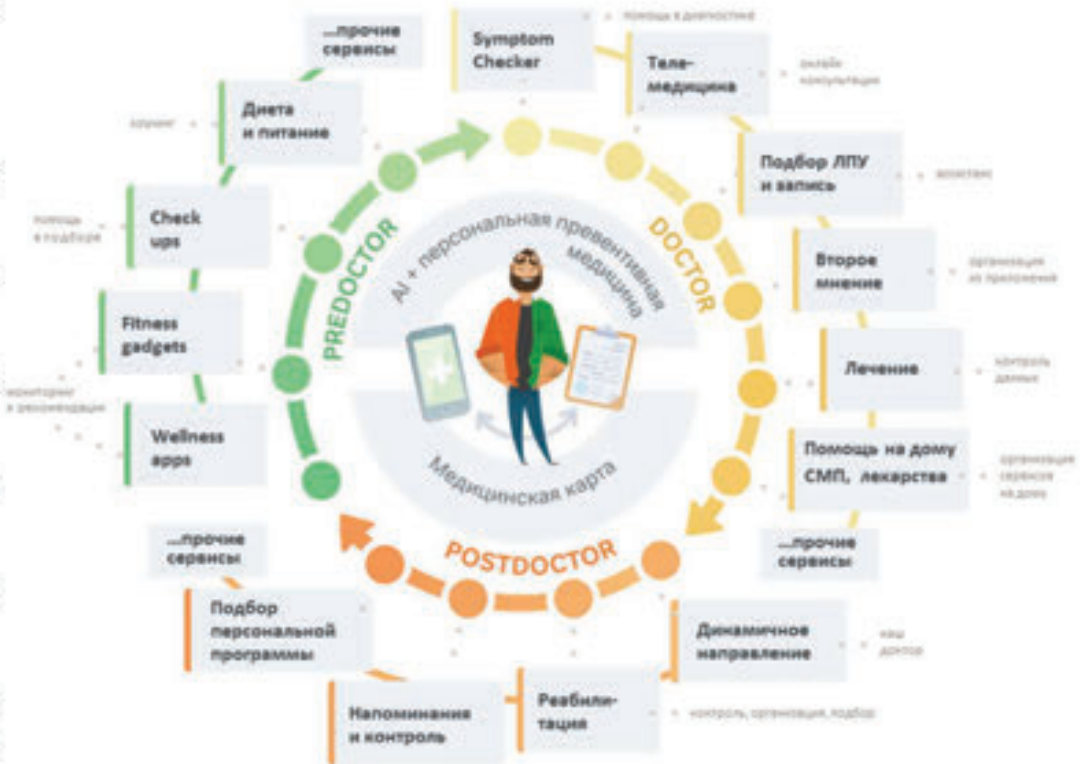 ...прочие
сервисы
Symptom
Checker
помощь в диагностике
Теле-
медицина
онлайн
консультация
Диета
и питание
коучинг
Подбор ЛПУ
и запись
Check
ups
помощь
в подборе
Второе
мнение
организация
из приложения
Fitness
gadgets
Лечение
контроль
данных
мониторинг
и рекомендации
Wellness
apps
Помощь на дому
СМП, лекарства
организация
сервисов
на дому
PREDOCTOR
DOCTOR
POSTDOCTOR
AI + персональная превентивная
медицина
Медицинская карта
...прочие
сервисы
...прочие
сервисы
Подбор
персональной
программы
Динамичное
направление
наш
доктор
Напоминания
и контроль
Реабили-
тация
контроль, организация, подбор